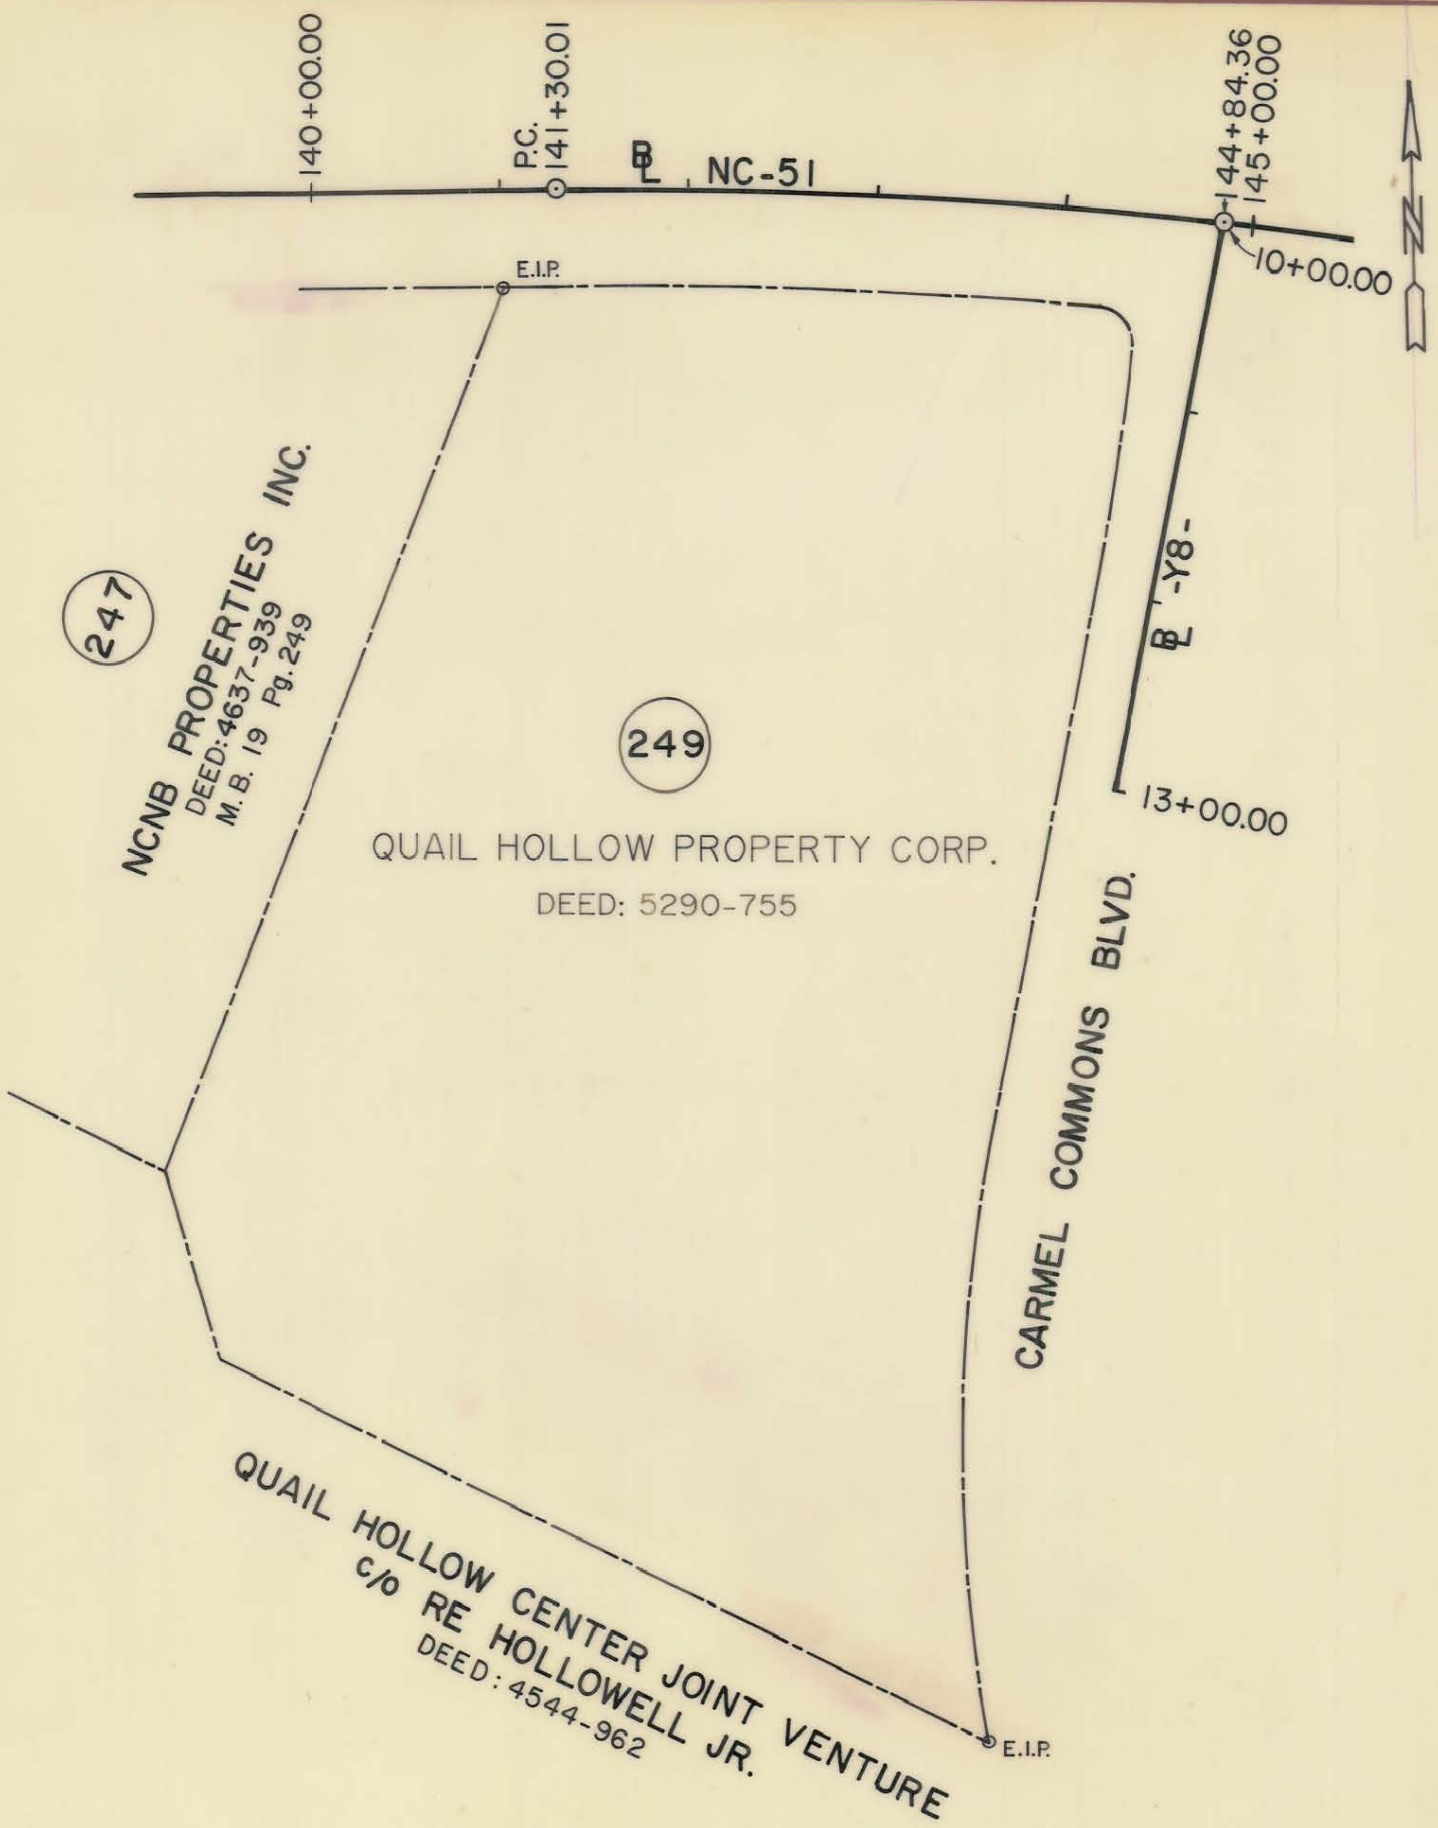 140+00.00
P.C.
141+30.01
BL NC-51
144+84.36
145+00.00
10+00.00
N
E.I.P.
247
NCNB PROPERTIES INC.
DEED: 4637-939
M. B. 19 Pg. 249
BL -Y8-
13+00.00
249
QUAIL HOLLOW PROPERTY CORP.
DEED: 5290-755
CARMEL COMMONS BLVD.
QUAIL HOLLOW CENTER JOINT VENTURE
c/o RE HOLLOWELL JR.
DEED: 4544-962
E.I.P.